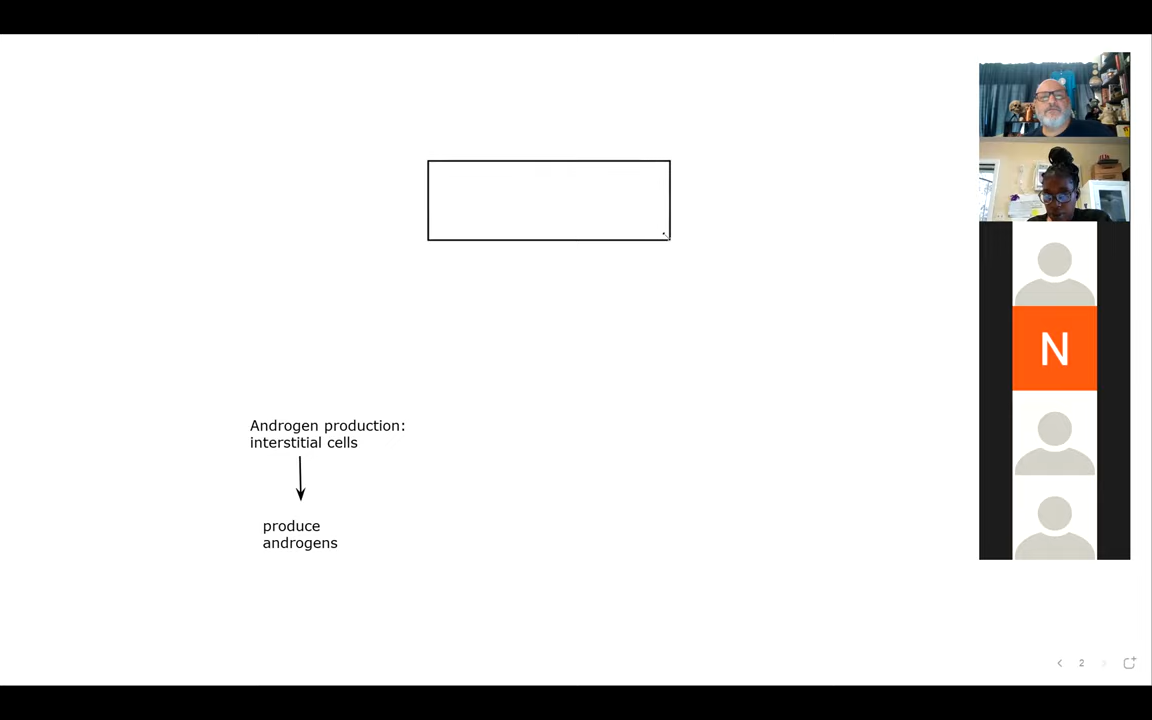 N
Androgen production:
interstitial cells
produce
androgens
2